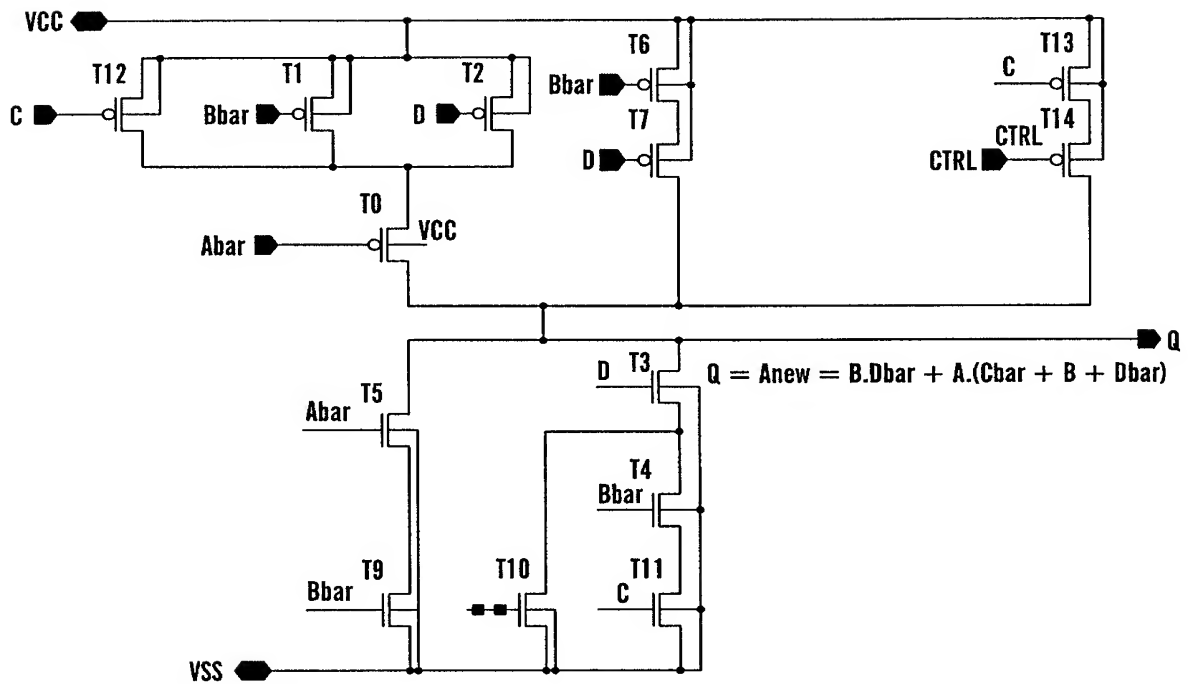 VCC
T12
T1
T2
T6
T13
C
Bbar
D
Bbar
C
T7
T14
D
CTRL
CTRL
T0
Abar
VCC
Q
T3
D
Q = Anew = B.Dbar + A.(Cbar + B + Dbar)
T5
Abar
T4
Bbar
T9
T10
T11
Bbar
C
VSS